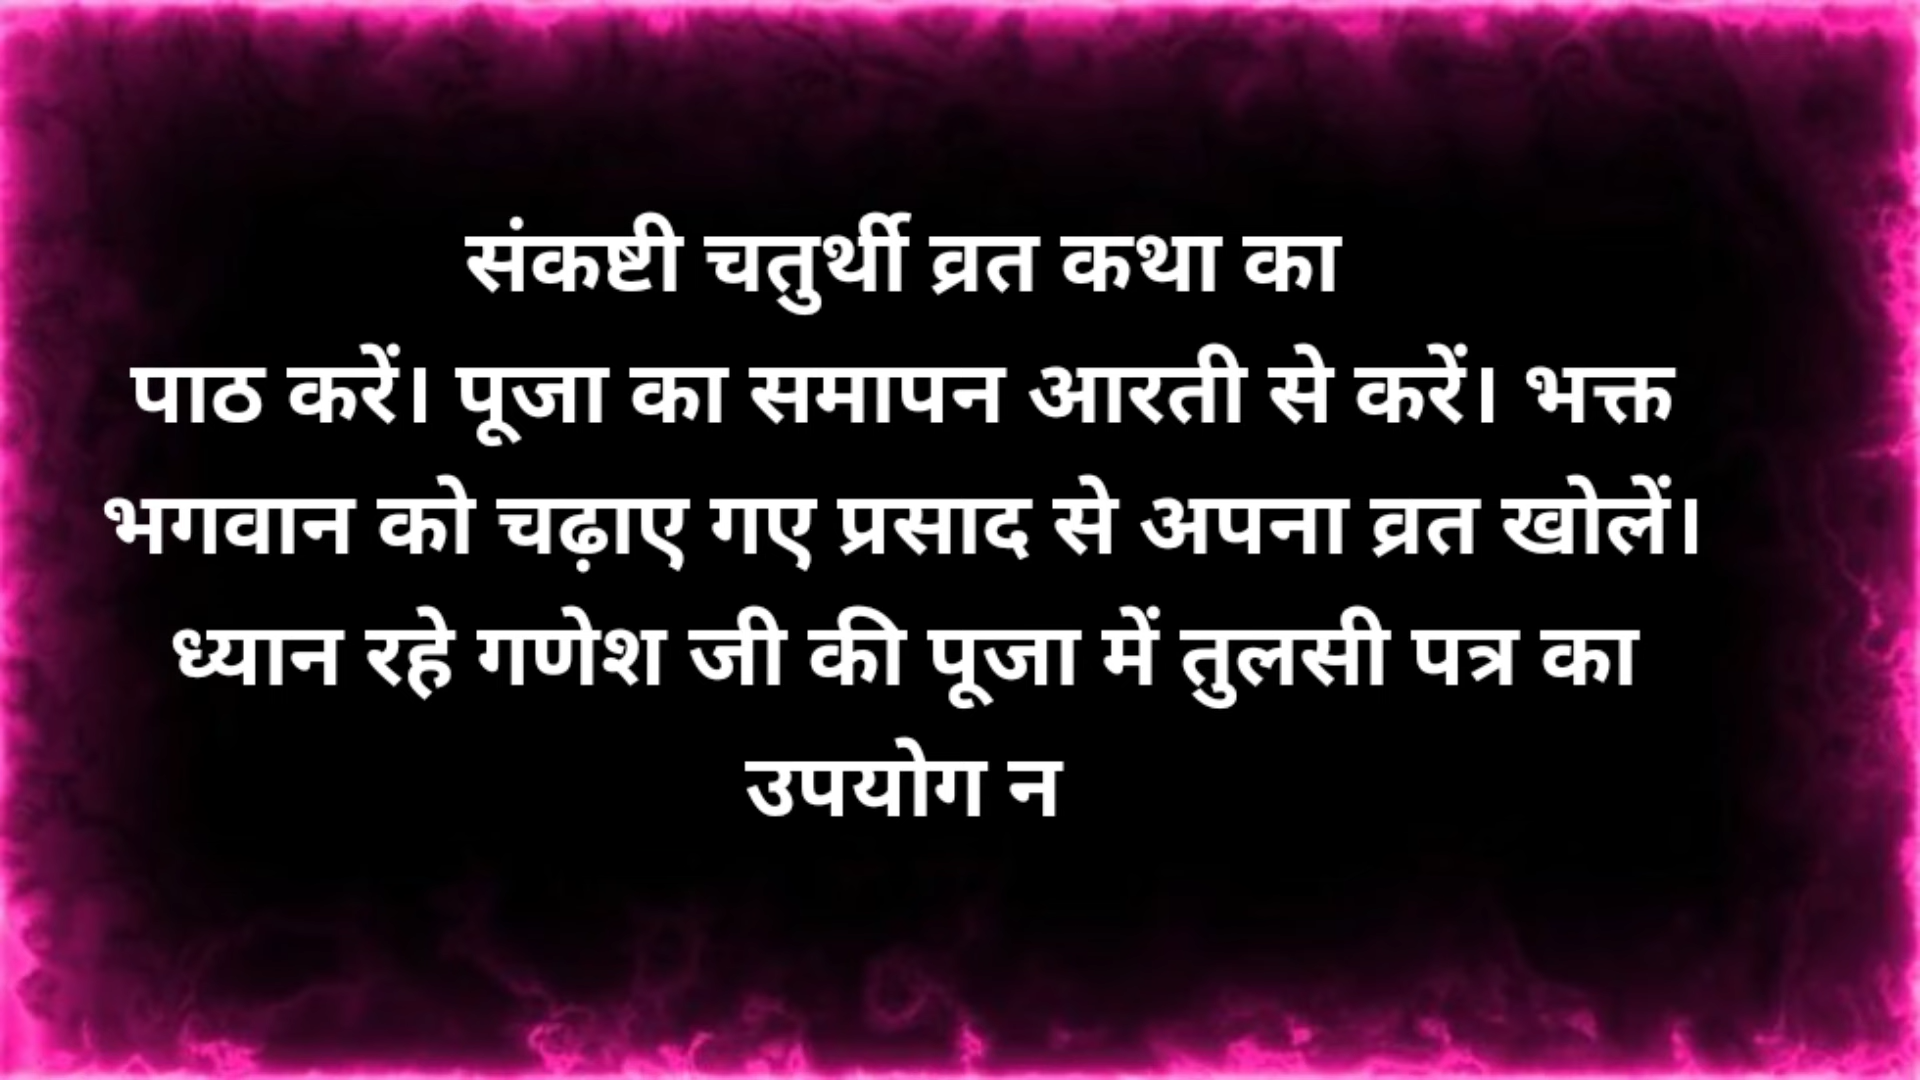 संकष्टी चतुर्थी व्रत कथा का
पाठ करें। पूजा का समापन आरती से करें। भक्त
भगवान को चढ़ाए गए प्रसाद से अपना व्रत खोलें।
ध्यान रहे गणेश जी की पूजा में तुलसी पत्र का
उपयोग न